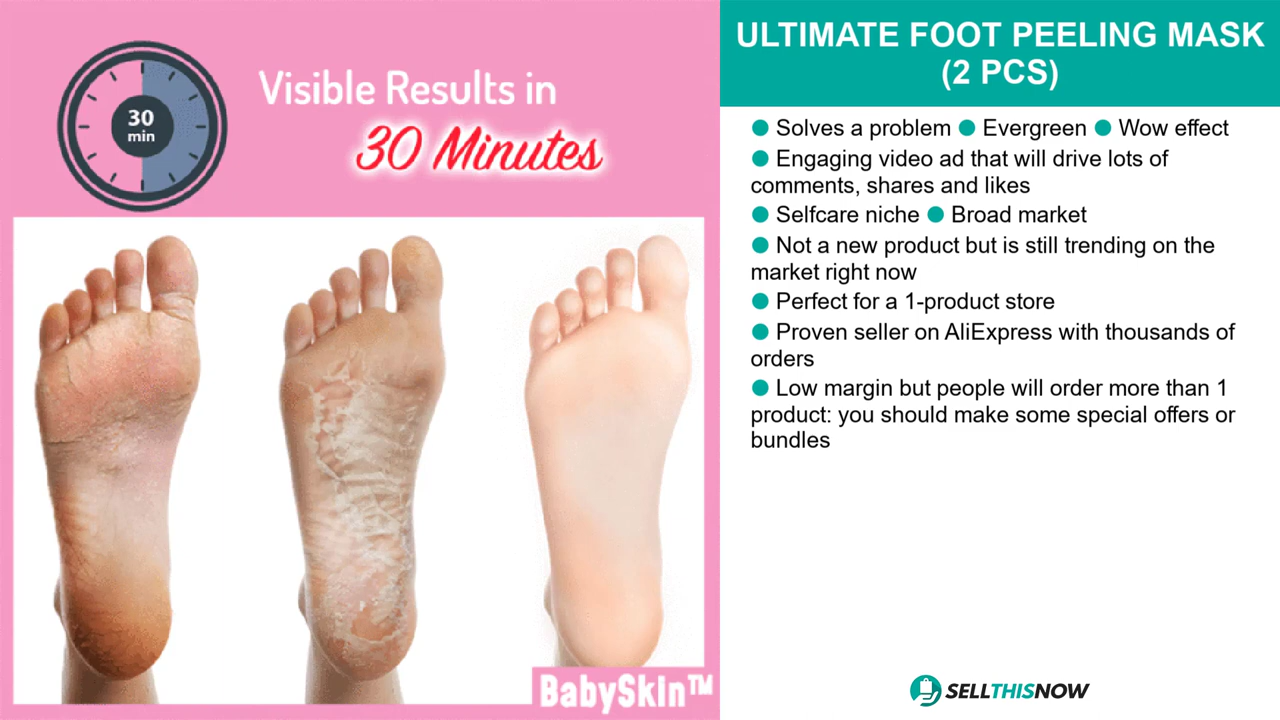 30
min
Visible Results in
30 Minutes
BabySkin™
ULTIMATE FOOT PEELING MASK
(2 PCS)
● Solves a problem ● Evergreen ● Wow effect
● Engaging video ad that will drive lots of
comments, shares and likes
● Selfcare niche ● Broad market
● Not a new product but is still trending on the
market right now
● Perfect for a 1-product store
● Proven seller on AliExpress with thousands of
orders
● Low margin but people will order more than 1
product: you should make some special offers or
bundles
SELLTHISNOW